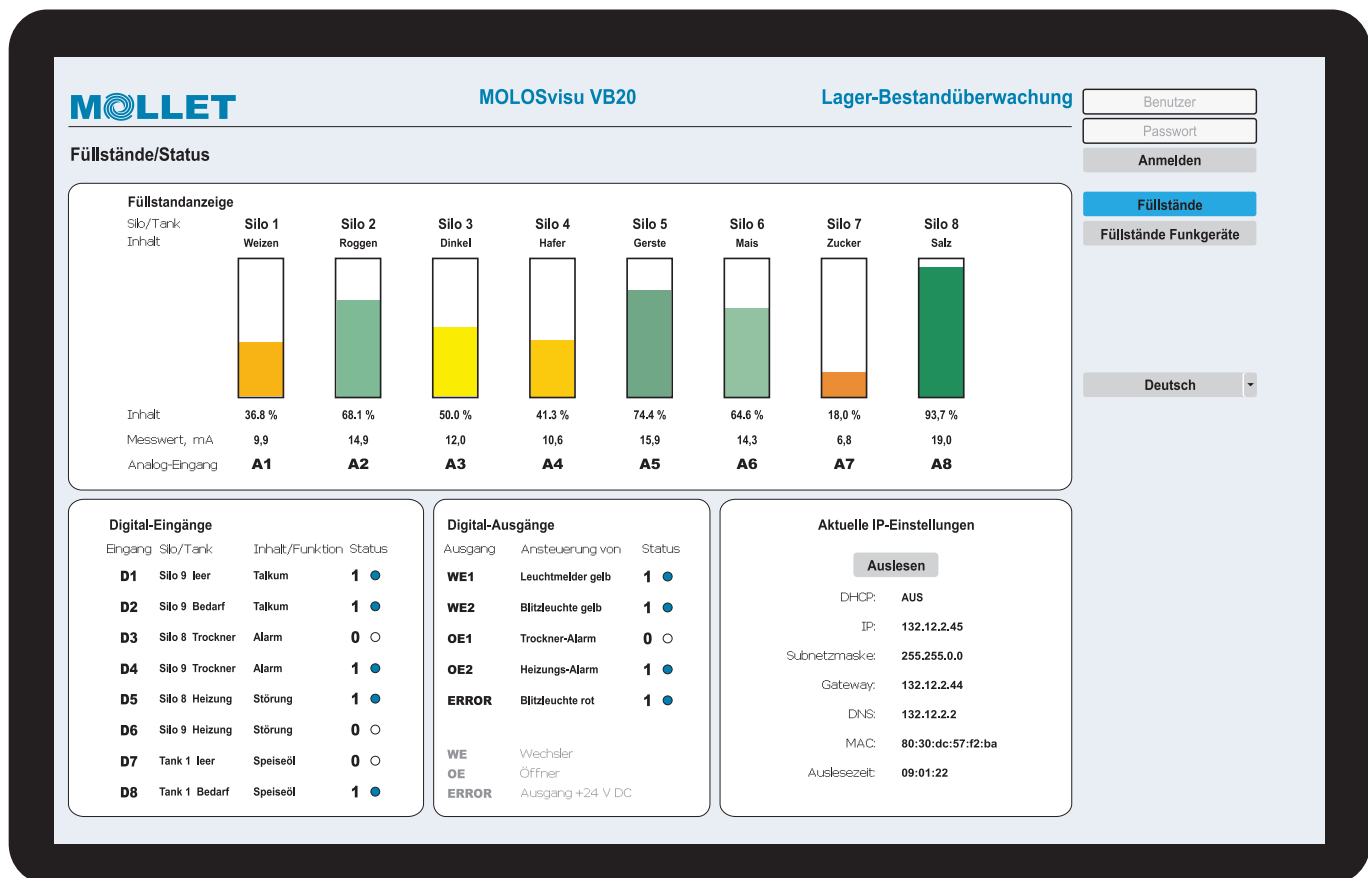 MOLLET MOLOSvisu VB20 Lager-Bestandüberwachung
Benutzer
Passwort
Anmelden
Füllstände/Status
Füllstände
Füllstände Funkgeräte
Deutsch
Füllstandanzeige
Silo/Tank Silo 1 Silo 2 Silo 3 Silo 4 Silo 5 Silo 6 Silo 7 Silo 8
Inhalt Weizen Roggen Dinkel Hafer Gerste Mais Zucker Salz
Inhalt 36.8 % 68.1 % 50.0 % 41.3 % 74.4 % 64.6 % 18,0 % 93,7 %
Messwert, mA 9,9 14,9 12,0 10,6 15,9 14,3 6,8 19,0
Analog-Eingang A1 A2 A3 A4 A5 A6 A7 A8
Digital-Eingänge
Eingang Silo/Tank Inhalt/Funktion Status
D1 Silo 9 leer Talkum 1
D2 Silo 9 Bedarf Talkum 1
D3 Silo 8 Trockner Alarm 0
D4 Silo 9 Trockner Alarm 1
D5 Silo 8 Heizung Störung 1
D6 Silo 9 Heizung Störung 0
D7 Tank 1 leer Speiseöl 0
D8 Tank 1 Bedarf Speiseöl 1
Digital-Ausgänge
Ausgang Ansteuerung von Status
WE1 Leuchtmelder gelb 1
WE2 Blitzleuchte gelb 1
OE1 Trockner-Alarm 0
OE2 Heizungs-Alarm 1
ERROR Blitzleuchte rot 1
WE Wechsler
OE Öffner
ERROR Ausgang +24 V DC
Aktuelle IP-Einstellungen
Auslesen
DHCP: AUS
IP: 132.12.2.45
Subnetzmaske: 255.255.0.0
Gateway: 132.12.2.44
DNS: 132.12.2.2
MAC: 80:30:dc:57:f2:ba
Auslesezeit: 09:01:22